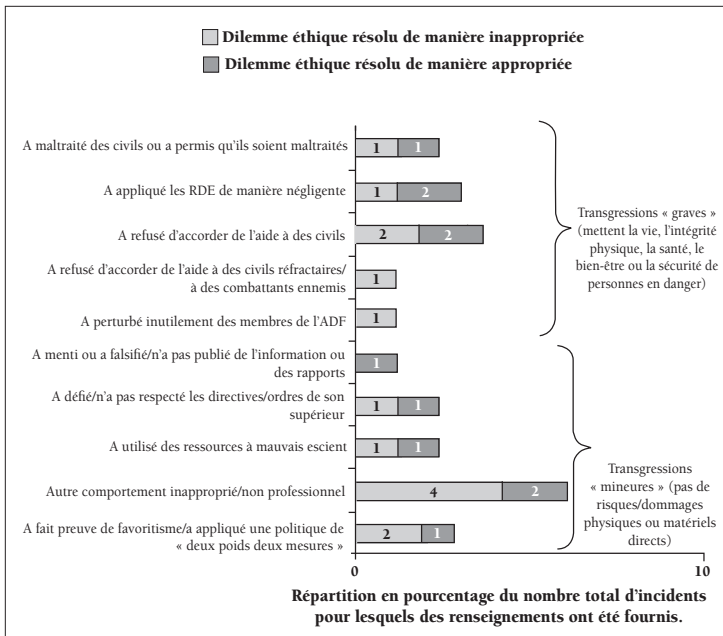 Dilemme éthique résolu de manière inappropriée
Dilemme éthique résolu de manière appropriée
A maltraité des civils ou a permis qu'ils soient maltraités
1 1
A appliqué les RDE de manière négligente
1 2
A refusé d'accorder de l'aide à des civils
2 2
A refusé d'accorder de l'aide à des civils réfractaires/
à des combattants ennemis
1
A perturbé inutilement des membres de l'ADF
1
Transgressions « graves »
(mettent la vie, l'intégrité
physique, la santé, le
bien-être ou la sécurité de
personnes en danger)
A menti ou a falsifié/n'a pas publié de l'information ou
des rapports
1
A défié/n'a pas respecté les directives/ordres de son
supérieur
1 1
A utilisé des ressources à mauvais escient
1 1
Autre comportement inapproprié/non professionnel
4 2
A fait preuve de favoritisme/a appliqué une politique de
« deux poids deux mesures »
2 1
Transgressions
« mineures » (pas de
risques/dommages
physiques ou matériels
directs)
0 10
Répartition en pourcentage du nombre total d'incidents
pour lesquels des renseignements ont été fournis.